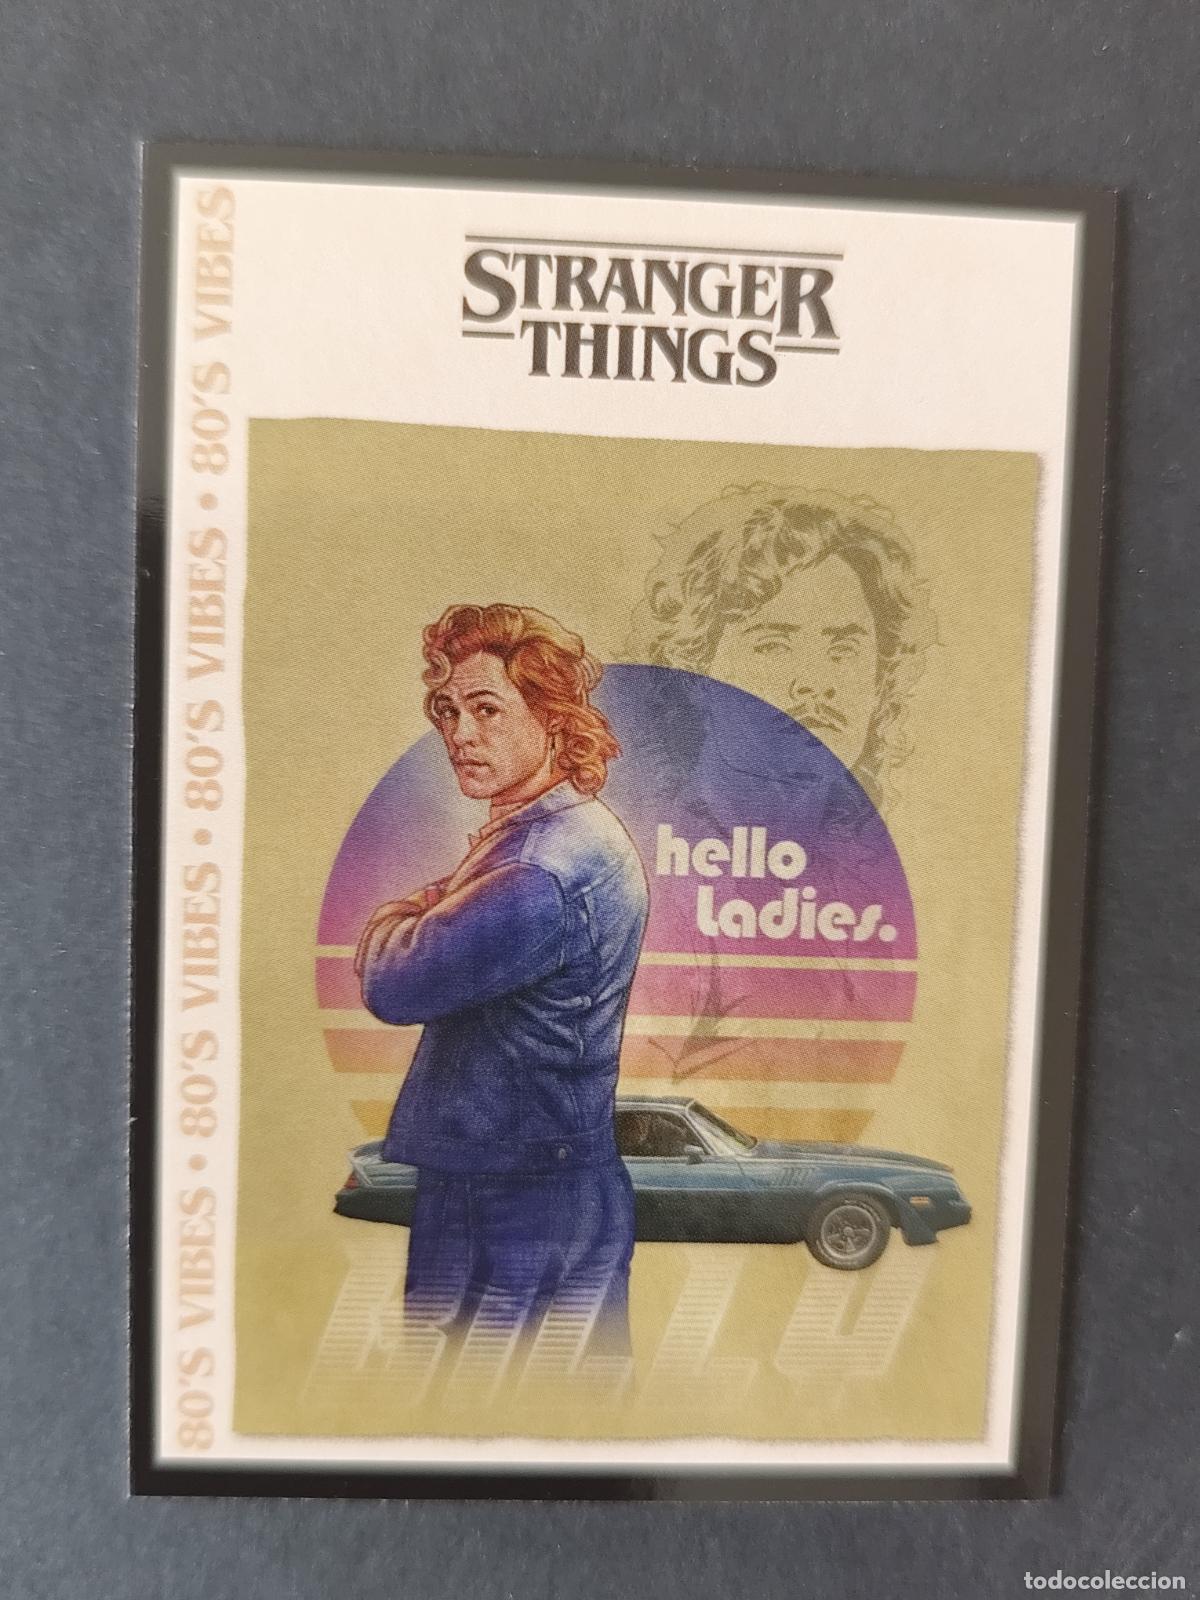 STRANGER
THINGS
80'S VIBES • 80'S VIBES • 80'S VIBES • 80'S VIBES
hello
ladies.
BILLY
todocoleccion